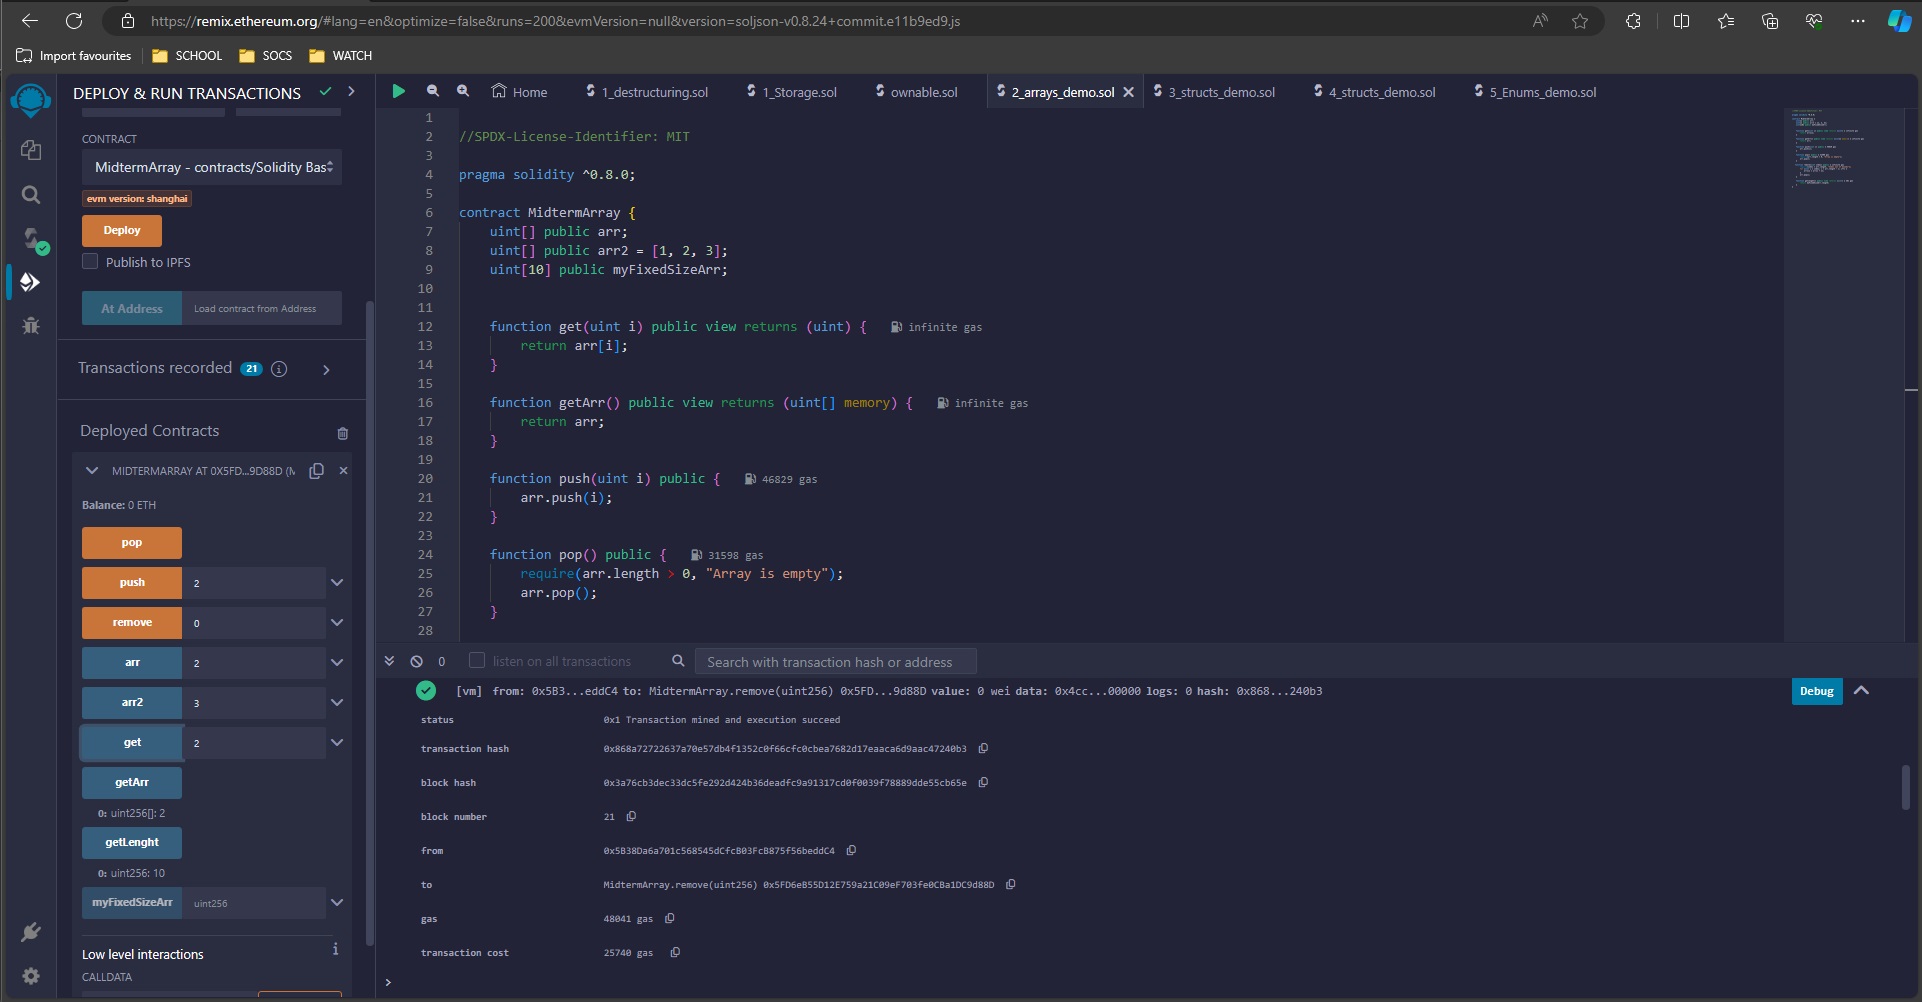 https://remix.ethereum.org/#lang=en&optimize=false&runs=200&evmVersion=null&version=soljson-v0.8.24+commit.e11b9ed9.js
Import favourites SCHOOL SOCS WATCH
DEPLOY & RUN TRANSACTIONS
CONTRACT
MidtermArray - contracts/Solidity Bas
evm version: shanghai
Deploy
Publish to IPFS
At Address Load contract from Address
Transactions recorded 21
Deployed Contracts
MIDTERMARRAY AT 0X5FD...9D88D (M
Balance: 0 ETH
pop
push 2
remove 0
arr 2
arr2 3
get 2
getArr
0: uint256[]: 2
getLenght
0: uint256: 10
myFixedSizeArr uint256
Low level interactions
CALLDATA
Home 1_destructuring.sol 1_Storage.sol ownable.sol 2_arrays_demo.sol 3_structs_demo.sol 4_structs_demo.sol 5_Enums_demo.sol
1
2 //SPDX-License-Identifier: MIT
3
4 pragma solidity ^0.8.0;
5
6 contract MidtermArray {
7 uint[] public arr;
8 uint[] public arr2 = [1, 2, 3];
9 uint[10] public myFixedSizeArr;
10
11
12 function get(uint i) public view returns (uint) { infinite gas
13 return arr[i];
14 }
15
16 function getArr() public view returns (uint[] memory) { infinite gas
17 return arr;
18 }
19
20 function push(uint i) public { 46829 gas
21 arr.push(i);
22 }
23
24 function pop() public { 31598 gas
25 require(arr.length > 0, "Array is empty");
26 arr.pop();
27 }
28
0 listen on all transactions Search with transaction hash or address
[vm] from: 0x5B3...eddC4 to: MidtermArray.remove(uint256) 0x5FD...9d88D value: 0 wei data: 0x4cc...00000 logs: 0 hash: 0x868...240b3 Debug
status 0x1 Transaction mined and execution succeed
transaction hash 0x868a72722637a70e57db4f1352c0f66cfc0cbea7682d17eaaca6d9aac47240b3
block hash 0x3a76cb3dec33dc5fe292d424b36deadfc9a91317cd0f0039f78889dde55cb65e
block number 21
from 0x5B38Da6a701c568545dCfcB03FcB875f56beddC4
to MidtermArray.remove(uint256) 0x5FD6eB55D12E759a21C09eF703fe0CBa1DC9d88D
gas 48041 gas
transaction cost 25740 gas
>